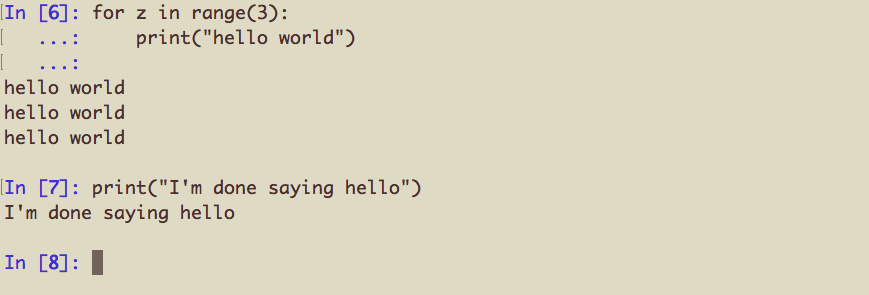 In [6]: for z in range(3):
   ...:     print("hello world")
   ...:
hello world
hello world
hello world
In [7]: print("I'm done saying hello")
I'm done saying hello
In [8]: